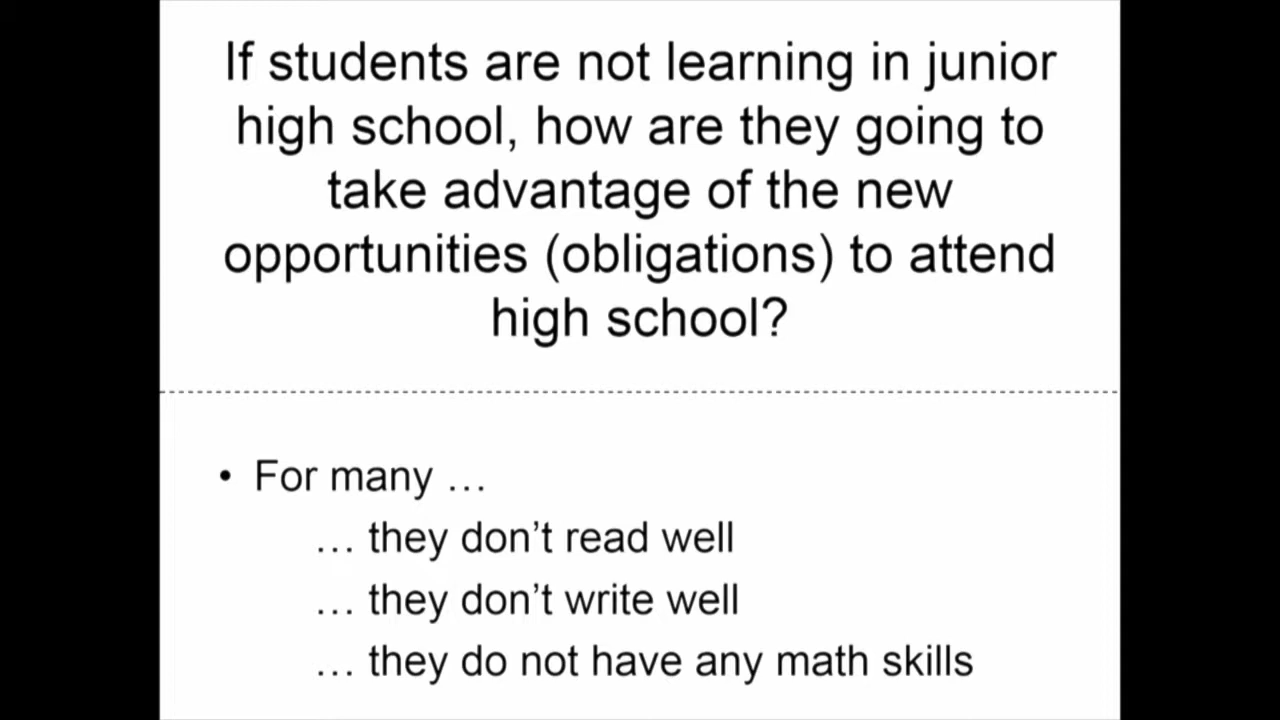 If students are not learning in junior
high school, how are they going to
take advantage of the new
opportunities (obligations) to attend
high school?
• For many …
… they don’t read well
… they don’t write well
… they do not have any math skills